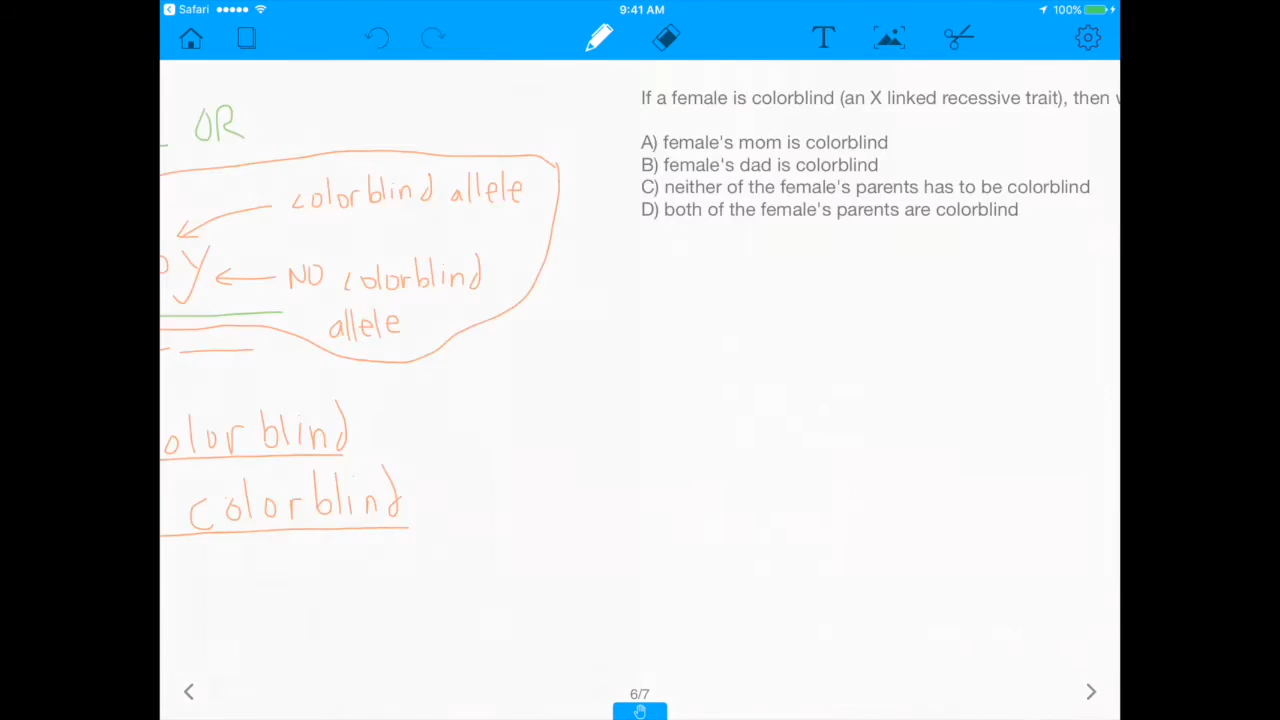 Safari
9:41 AM
100%
T
OR
colorblind allele
y
NO colorblind
allele
colorblind
If a female is colorblind (an X linked recessive trait), then
A) female's mom is colorblind
B) female's dad is colorblind
C) neither of the female's parents has to be colorblind
D) both of the female's parents are colorblind
6/7